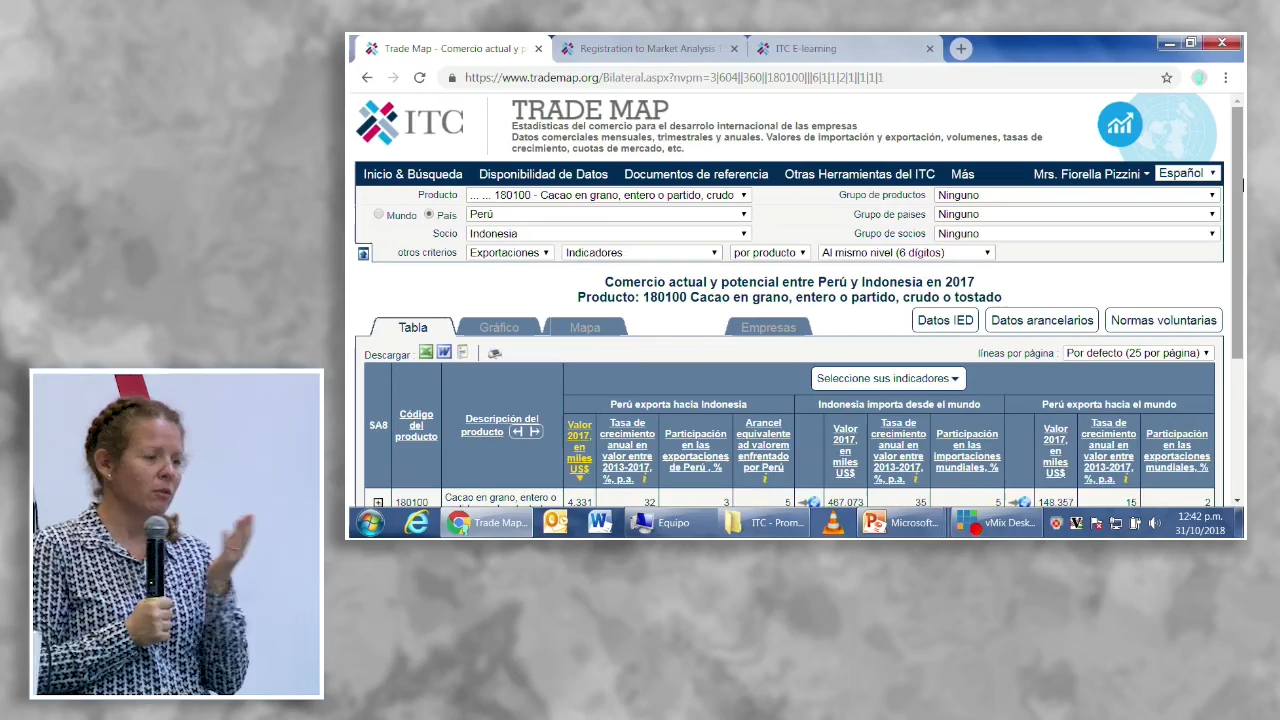 Trade Map - Comercio actual y p
Registration to Market Analysis T
ITC E-learning
https://www.trademap.org/Bilateral.aspx?nvpm=3|604||360||180100|||6|1|1|2|1|1|1|1|1
ITC
TRADE MAP
Estadísticas del comercio para el desarrolo internacional de las empresas
Datos comerciales mensuales, trimestrales y anuales. Valores de importación y exportación, volumenes, tasas de
crecimiento, cuotas de mercado, etc.
Inicio & Búsqueda Disponibilidad de Datos Documentos de referencia Otras Herramientas del ITC Más Mrs. Fiorella Pizzini Español
Producto ... ... 180100 - Cacao en grano, entero o partido, crudo Grupo de productos Ninguno
Mundo País Perú Grupo de países Ninguno
Socio Indonesia Grupo de socios Ninguno
otros criterios Exportaciones Indicadores por producto Al mismo nivel (6 dígitos)
Comercio actual y potencial entre Perú y Indonesia en 2017
Producto: 180100 Cacao en grano, entero o partido, crudo o tostado
Tabla Gráfico Mapa Empresas Datos IED Datos arancelarios Normas voluntarias
Descargar: líneas por página : Por defecto (25 por página)
Seleccione sus indicadores
SA8
Código
del
producto
Descripción del
producto
Perú exporta hacia Indonesia
Valor
2017,
en
miles
US$
Tasa de
crecimiento
anual en
valor entre
2013-2017,
%, p.a. i
Participación
en las
exportaciones
de Perú , %
Arancel
equivalente
ad valorem
enfrentado
por Perú
i
Indonesia importa desde el mundo
Valor
2017,
en
miles
US$
Tasa de
crecimiento
anual en
valor entre
2013-2017,
%, p.a. i
Participación
en las
importaciones
mundiales, %
Perú exporta hacia el mundo
Valor
2017,
en
miles
US$
Tasa de
crecimiento
anual en
valor entre
2013-2017,
%, p.a. i
Participación
en las
exportaciones
mundiales, %
180100 Cacao en grano, entero o 4.331 32 3 5 467.073 35 5 148.357 15 2
Trade Map... Equipo ITC - Prom... Microsoft... vMix Desk...
12:42 p.m.
31/10/2018